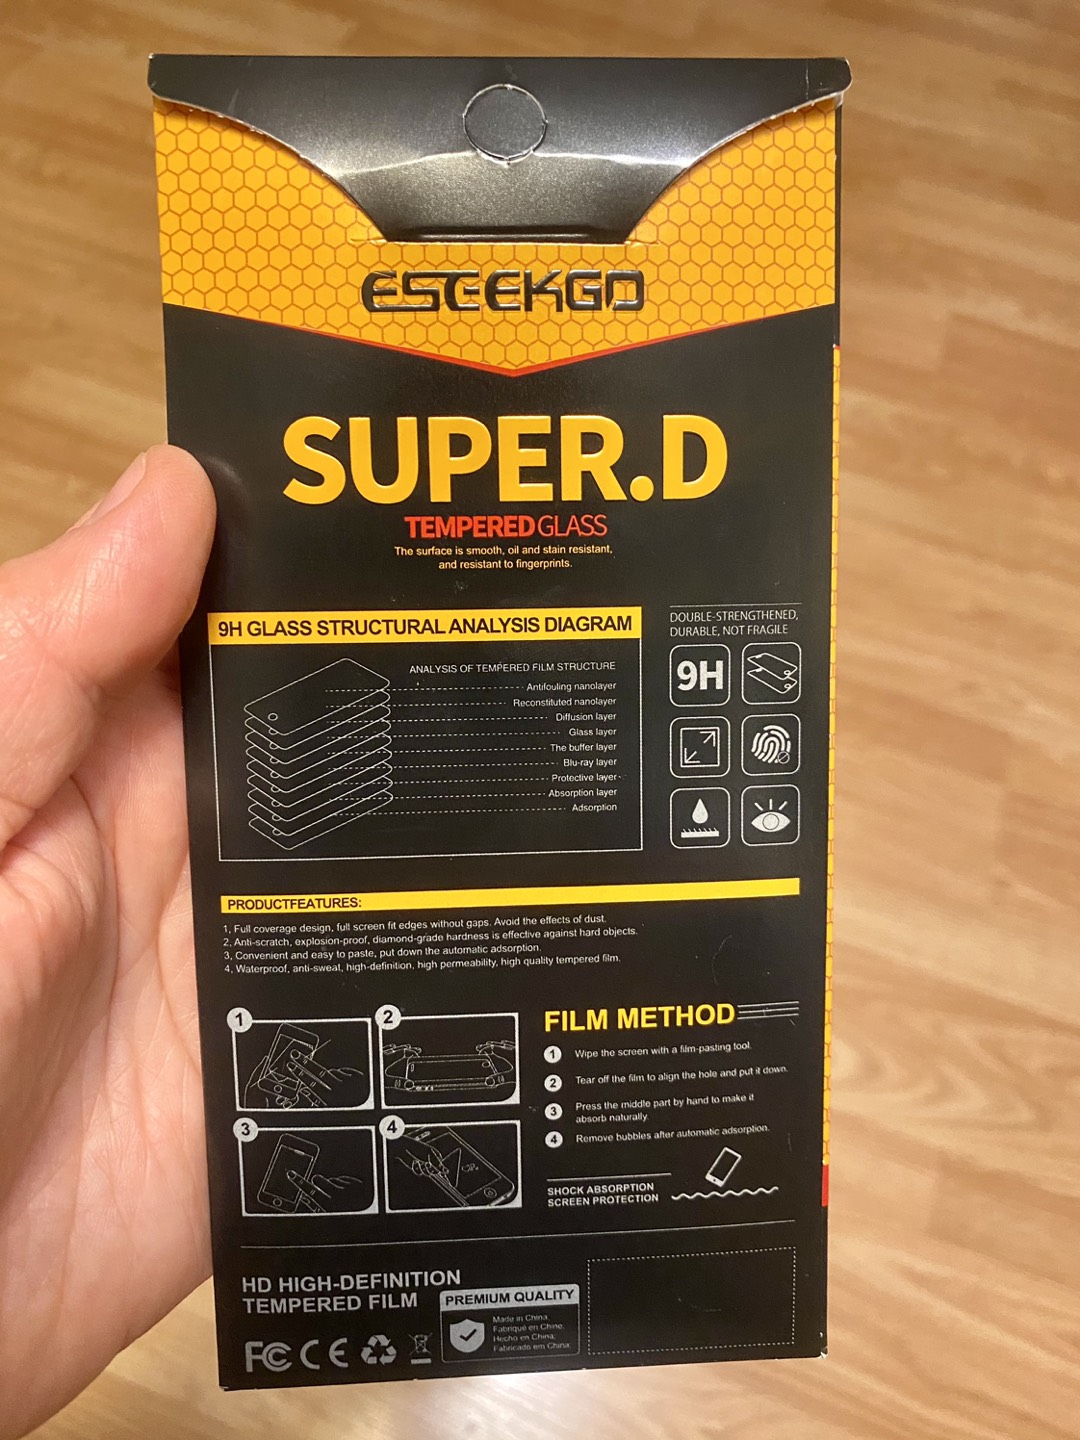 ESEEKGO
SUPER.D
TEMPERED GLASS
The surface is smooth, oil and stain resistant,
and resistant to fingerprints.
9H GLASS STRUCTURAL ANALYSIS DIAGRAM
ANALYSIS OF TEMPERED FILM STRUCTURE
Antifouling nanolayer
Reconstituted nanolayer
Diffusion layer
Glass layer
The buffer layer
Blu-ray layer
Protective layer
Absorption layer
Adsorption
DOUBLE-STRENGTHENED,
DURABLE, NOT FRAGILE
9H
PRODUCTFEATURES:
1, Full coverage design, full screen fit edges without gaps. Avoid the effects of dust.
2, Anti-scratch, explosion-proof, diamond-grade hardness is effective against hard objects.
3, Convenient and easy to paste, put down the automatic adsorption.
4, Waterproof, anti-sweat, high-definition, high permeability, high quality tempered film.
1
2
3
4
FILM METHOD
1 Wipe the screen with a film-pasting tool.
2 Tear off the film to align the hole and put it down.
3 Press the middle part by hand to make it
absorb naturally.
4 Remove bubbles after automatic adsorption.
SHOCK ABSORPTION
SCREEN PROTECTION
HD HIGH-DEFINITION
TEMPERED FILM
PREMIUM QUALITY
Made in China
Fabriqué en Chine;
Hecho en China;
Fabricado em China;
FC CE